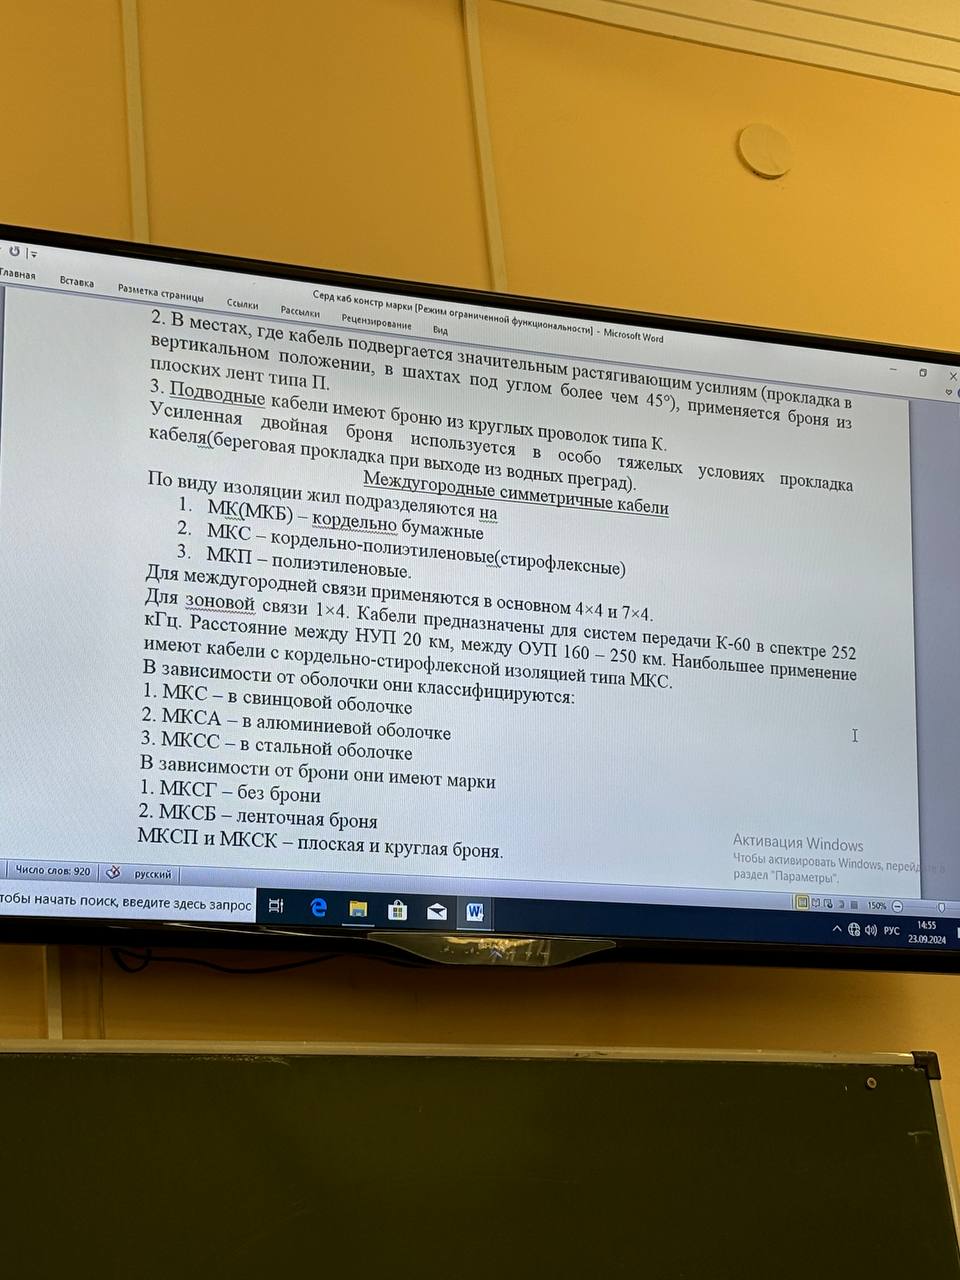 Главная
Вставка
Разметка страницы
Ссылки
Рассылки
Рецензирование
Вид
Серд каб констр марки [Режим ограниченной функциональности] - Microsoft Word
2. В местах, где кабель подвергается значительным растягивающим усилиям (прокладка в
вертикальном положении, в шахтах под углом более чем 45°), применяется броня из
плоских лент типа П.
3. Подводные кабели имеют броню из круглых проволок типа К.
Усиленная двойная броня используется в особо тяжелых условиях прокладка
кабеля(береговая прокладка при выходе из водных преград).
Междугородные симметричные кабели
По виду изоляции жил подразделяются на
1. МК(МКБ) – кордельно бумажные
2. МКС – кордельно-полиэтиленовые(стирофлексные)
3. МКП – полиэтиленовые.
Для междугородней связи применяются в основном 4×4 и 7×4.
Для зоновой связи 1×4. Кабели предназначены для систем передачи К-60 в спектре 252
кГц. Расстояние между НУП 20 км, между ОУП 160 – 250 км. Наибольшее применение
имеют кабели с кордельно-стирофлексной изоляцией типа МКС.
В зависимости от оболочки они классифицируются:
1. МКС – в свинцовой оболочке
2. МКСА – в алюминиевой оболочке
3. МКСС – в стальной оболочке
В зависимости от брони они имеют марки
1. МКСГ – без брони
2. МКСБ – ленточная броня
МКСП и МКСК – плоская и круглая броня.
Активация Windows
Чтобы активировать Windows, перейдите в
раздел "Параметры".
Число слов: 920
русский
150%
тобы начать поиск, введите здесь запрос
РУС
14:55
23.09.2024